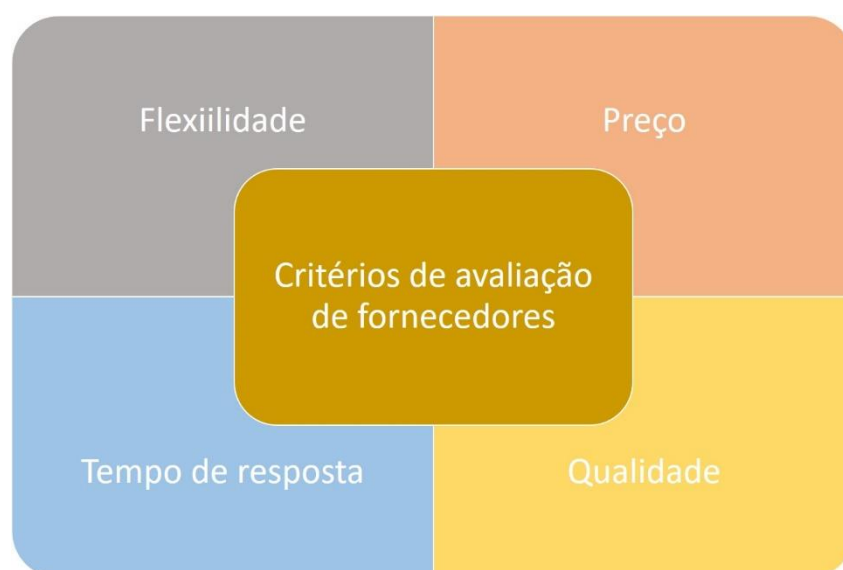 Flexiilidade
Preço
Critérios de avaliação
de fornecedores
Tempo de resposta
Qualidade